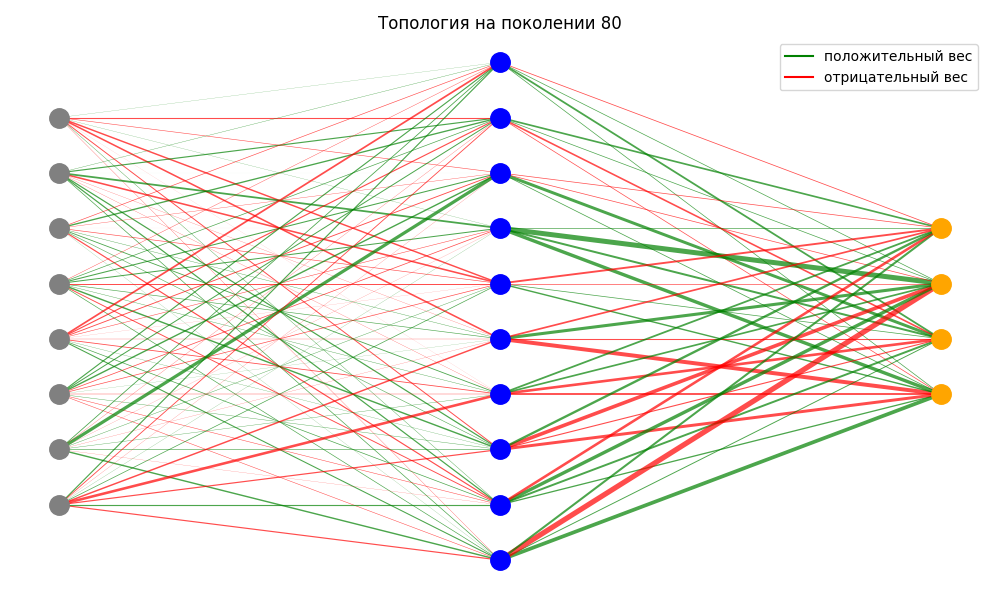 Топология на поколении 80
положительный вес
отрицательный вес